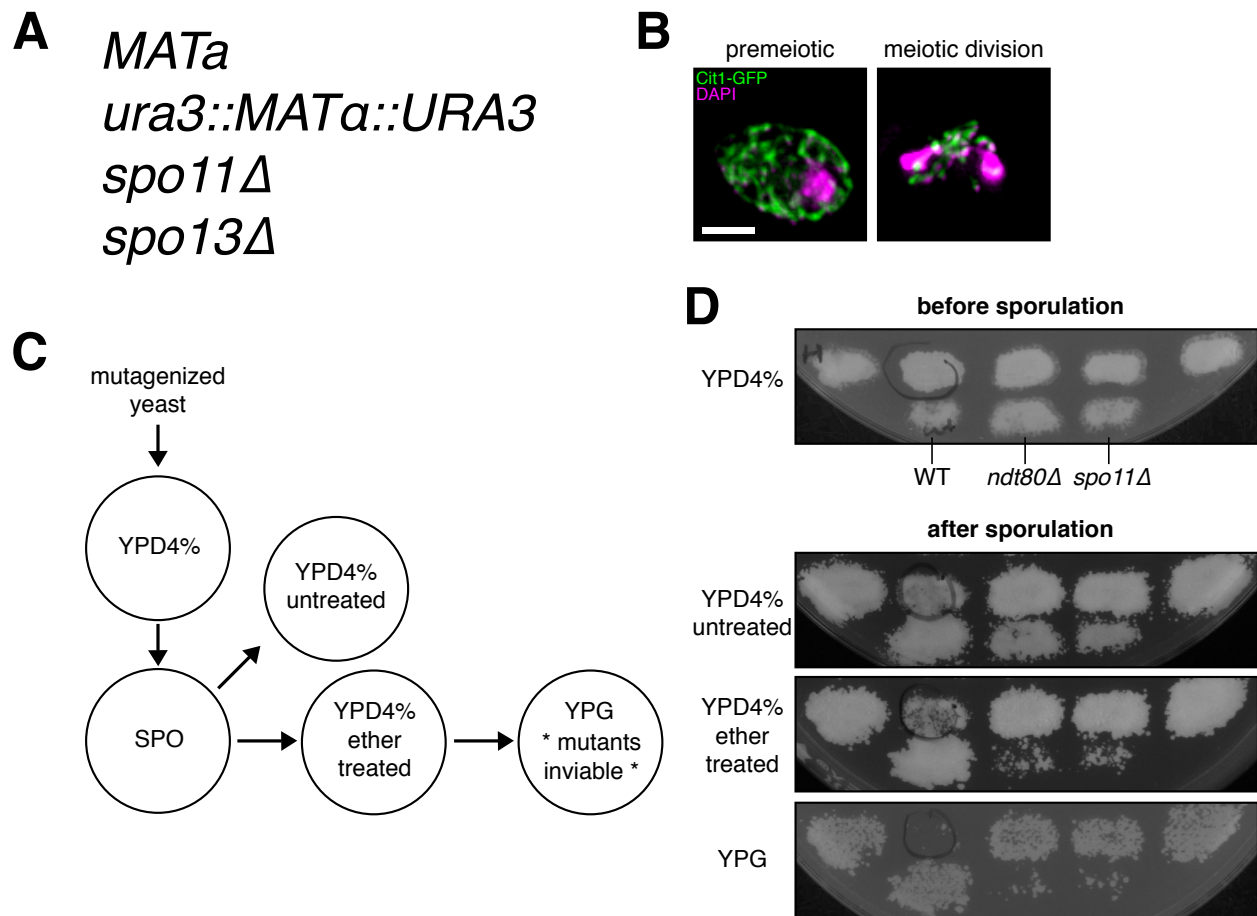 A
MATa
ura3::MATα::URA3
spo11Δ
spo13Δ
B
premeiotic
meiotic division
Cit1-GFP
DAPI
C
mutagenized
yeast
YPD4%
YPD4%
untreated
SPO
YPD4%
ether
treated
YPG
* mutants
inviable *
D
before sporulation
YPD4%
H
WT
ndt80Δ
spo11Δ
after sporulation
YPD4%
untreated
YPD4%
ether
treated
YPG